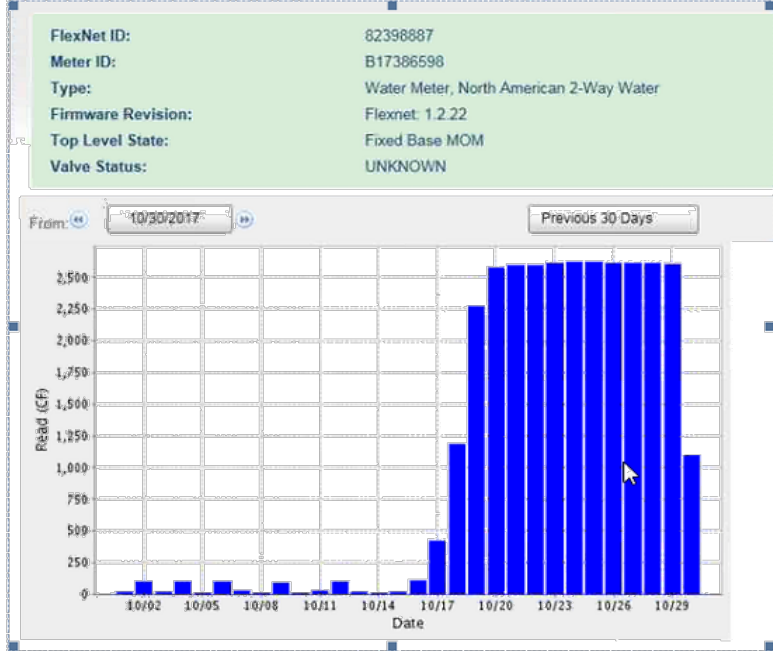 FlexNet ID: 82398887
Meter ID: B17386598
Type: Water Meter, North American 2-Way Water
Firmware Revision: Flexnet: 1.2.22
Top Level State: Fixed Base MOM
Valve Status: UNKNOWN
From: 10/30/2017 Previous 30 Days
2,500
2,250
2,000
1,750
1,500
1,250
1,000
750
500
250
0
Read (CF)
10/02 10/05 10/08 10/11 10/14 10/17 10/20 10/23 10/26 10/29
Date